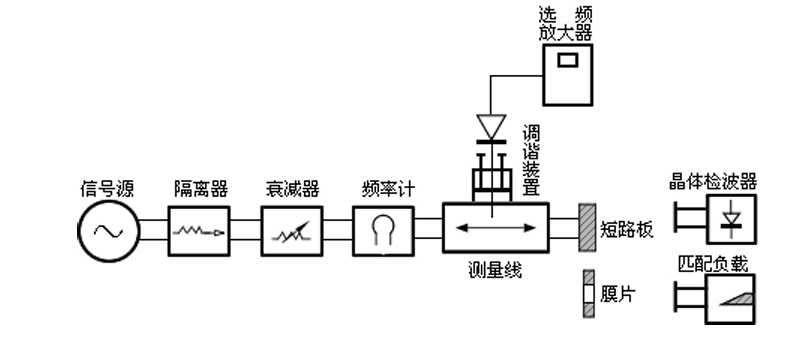 选 频
放大器
调谐装置
信号源
隔离器
衰减器
频率计
测量线
短路板
膜片
晶体检波器
匹配负载